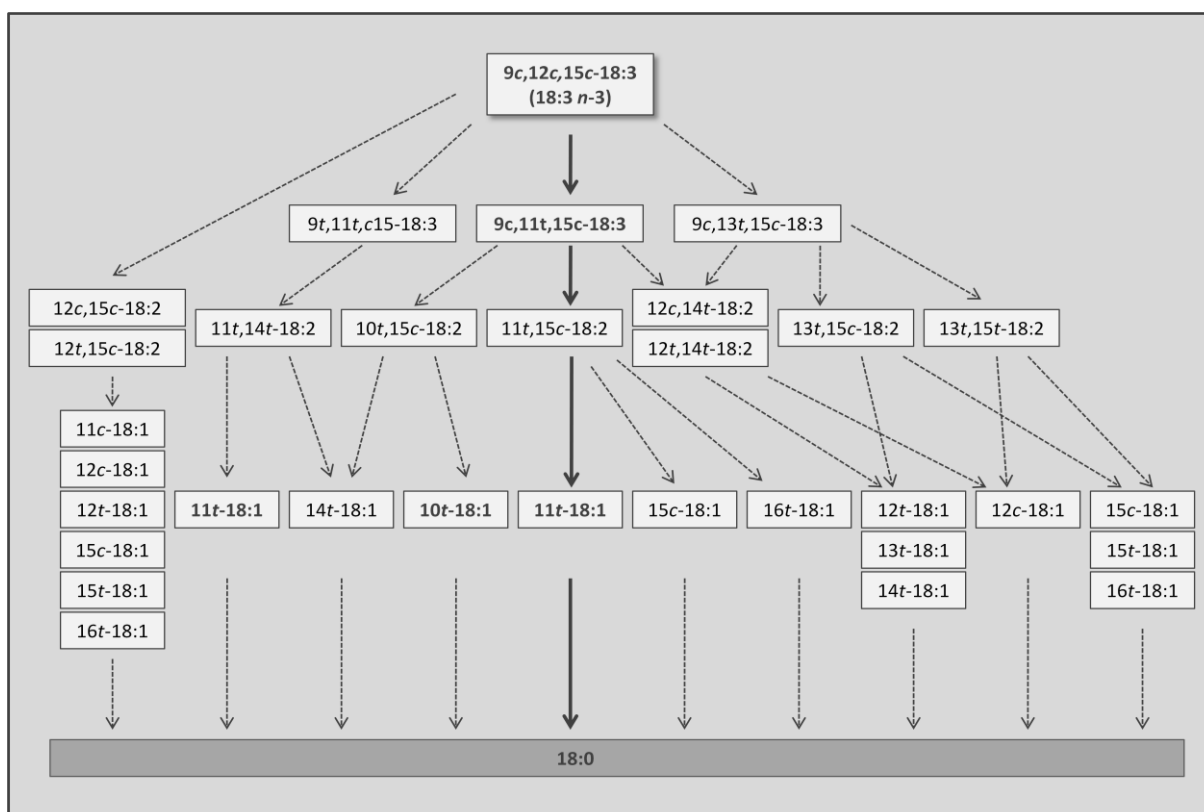 9c,12c,15c-18:3
(18:3 n-3)
9t,11t,c15-18:3
9c,11t,15c-18:3
9c,13t,15c-18:3
12c,15c-18:2
12t,15c-18:2
11t,14t-18:2
10t,15c-18:2
11t,15c-18:2
12c,14t-18:2
12t,14t-18:2
13t,15c-18:2
13t,15t-18:2
11c-18:1
12c-18:1
12t-18:1
15c-18:1
15t-18:1
16t-18:1
11t-18:1
14t-18:1
10t-18:1
11t-18:1
15c-18:1
16t-18:1
12t-18:1
13t-18:1
14t-18:1
12c-18:1
15c-18:1
15t-18:1
16t-18:1
18:0